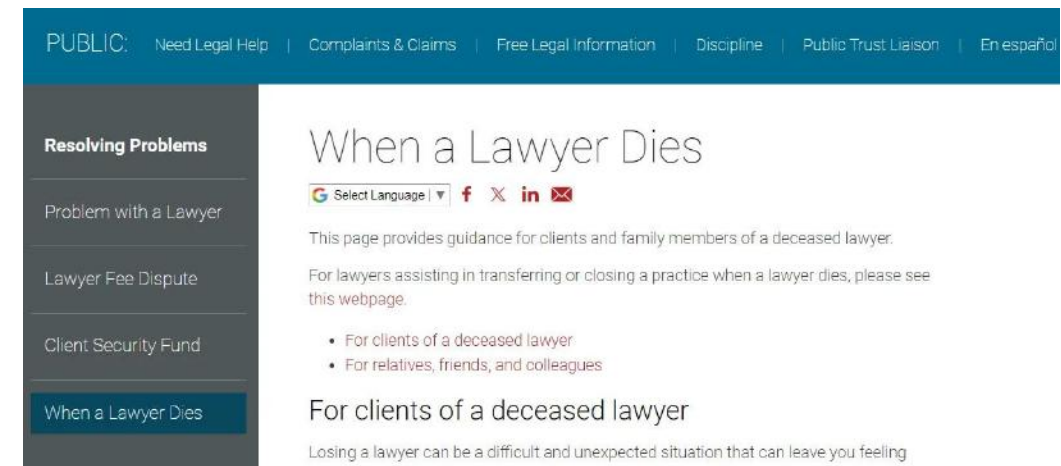 PUBLIC: Need Legal Help | Complaints & Claims | Free Legal Information | Discipline | Public Trust Liaison | En español
Resolving Problems
Problem with a Lawyer
Lawyer Fee Dispute
Client Security Fund
When a Lawyer Dies
When a Lawyer Dies
G Select Language | ▼ f X in
This page provides guidance for clients and family members of a deceased lawyer.
For lawyers assisting in transferring or closing a practice when a lawyer dies, please see
this webpage.
• For clients of a deceased lawyer
• For relatives, friends, and colleagues
For clients of a deceased lawyer
Losing a lawyer can be a difficult and unexpected situation that can leave you feeling